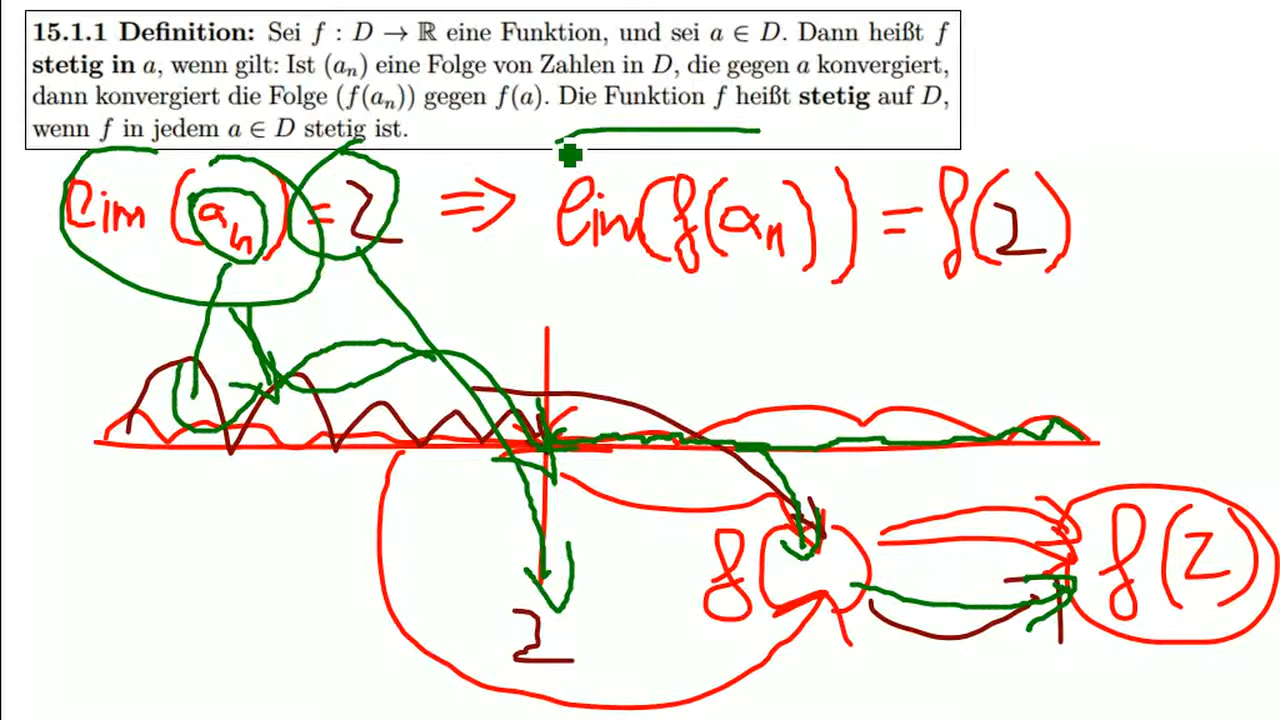 15.1.1 Definition: Sei f : D → ℝ eine Funktion, und sei a ∈ D. Dann heißt f
stetig in a, wenn gilt: Ist (aₙ) eine Folge von Zahlen in D, die gegen a konvergiert,
dann konvergiert die Folge (f(aₙ)) gegen f(a). Die Funktion f heißt stetig auf D,
wenn f in jedem a ∈ D stetig ist.
lim (aₙ) = 2 ⇒ lim(f(aₙ)) = f(2)
f f(2)
2